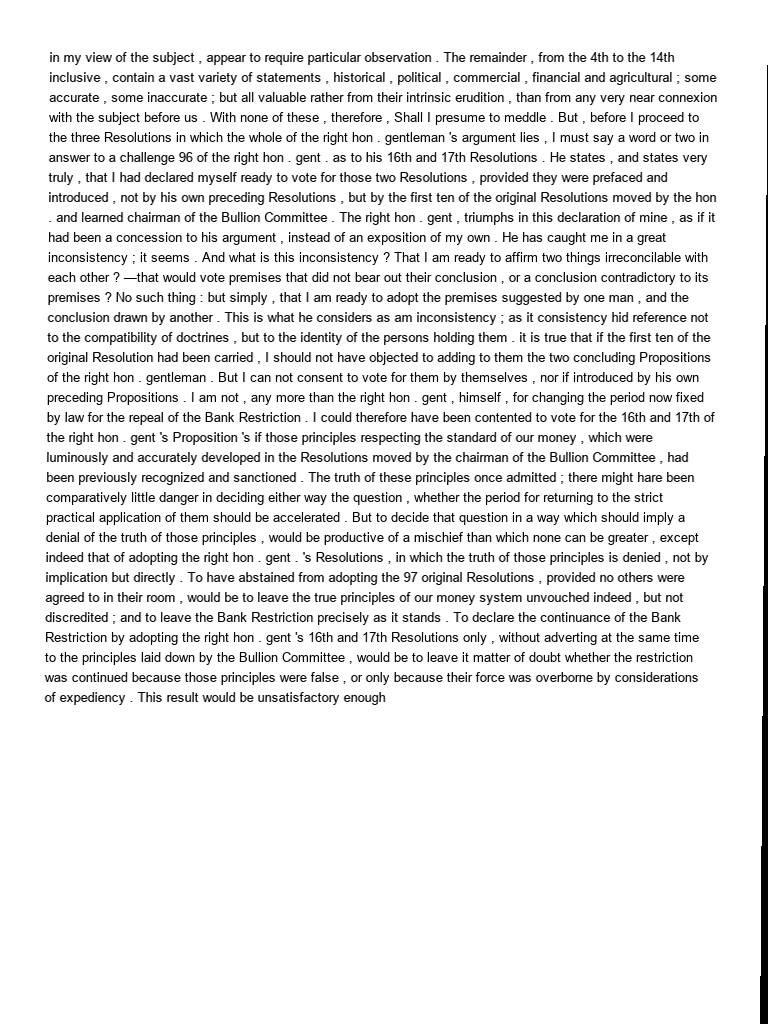 in my view of the subject , appear to require particular observation . The remainder , from the 4th to the 14th
inclusive , contain a vast variety of statements , historical , political , commercial , financial and agricultural ; some
accurate , some inaccurate ; but all valuable rather from their intrinsic erudition , than from any very near connexion
with the subject before us . With none of these , therefore , Shall I presume to meddle . But , before I proceed to
the three Resolutions in which the whole of the right hon . gentleman 's argument lies , I must say a word or two in
answer to a challenge 96 of the right hon . gent . as to his 16th and 17th Resolutions . He states , and states very
truly , that I had declared myself ready to vote for those two Resolutions , provided they were prefaced and
introduced , not by his own preceding Resolutions , but by the first ten of the original Resolutions moved by the hon
. and learned chairman of the Bullion Committee . The right hon . gent , triumphs in this declaration of mine , as if it
had been a concession to his argument , instead of an exposition of my own . He has caught me in a great
inconsistency ; it seems . And what is this inconsistency ? That I am ready to affirm two things irreconcilable with
each other ? —that would vote premises that did not bear out their conclusion , or a conclusion contradictory to its
premises ? No such thing : but simply , that I am ready to adopt the premises suggested by one man , and the
conclusion drawn by another . This is what he considers as am inconsistency ; as it consistency hid reference not
to the compatibility of doctrines , but to the identity of the persons holding them . it is true that if the first ten of the
original Resolution had been carried , I should not have objected to adding to them the two concluding Propositions
of the right hon . gentleman . But I can not consent to vote for them by themselves , nor if introduced by his own
preceding Propositions . I am not , any more than the right hon . gent , himself , for changing the period now fixed
by law for the repeal of the Bank Restriction . I could therefore have been contented to vote for the 16th and 17th of
the right hon . gent 's Proposition 's if those principles respecting the standard of our money , which were
luminously and accurately developed in the Resolutions moved by the chairman of the Bullion Committee , had
been previously recognized and sanctioned . The truth of these principles once admitted ; there might hare been
comparatively little danger in deciding either way the question , whether the period for returning to the strict
practical application of them should be accelerated . But to decide that question in a way which should imply a
denial of the truth of those principles , would be productive of a mischief than which none can be greater , except
indeed that of adopting the right hon . gent . 's Resolutions , in which the truth of those principles is denied , not by
implication but directly . To have abstained from adopting the 97 original Resolutions , provided no others were
agreed to in their room , would be to leave the true principles of our money system unvouched indeed , but not
discredited ; and to leave the Bank Restriction precisely as it stands . To declare the continuance of the Bank
Restriction by adopting the right hon . gent 's 16th and 17th Resolutions only , without adverting at the same time
to the principles laid down by the Bullion Committee , would be to leave it matter of doubt whether the restriction
was continued because those principles were false , or only because their force was overborne by considerations
of expediency . This result would be unsatisfactory enough